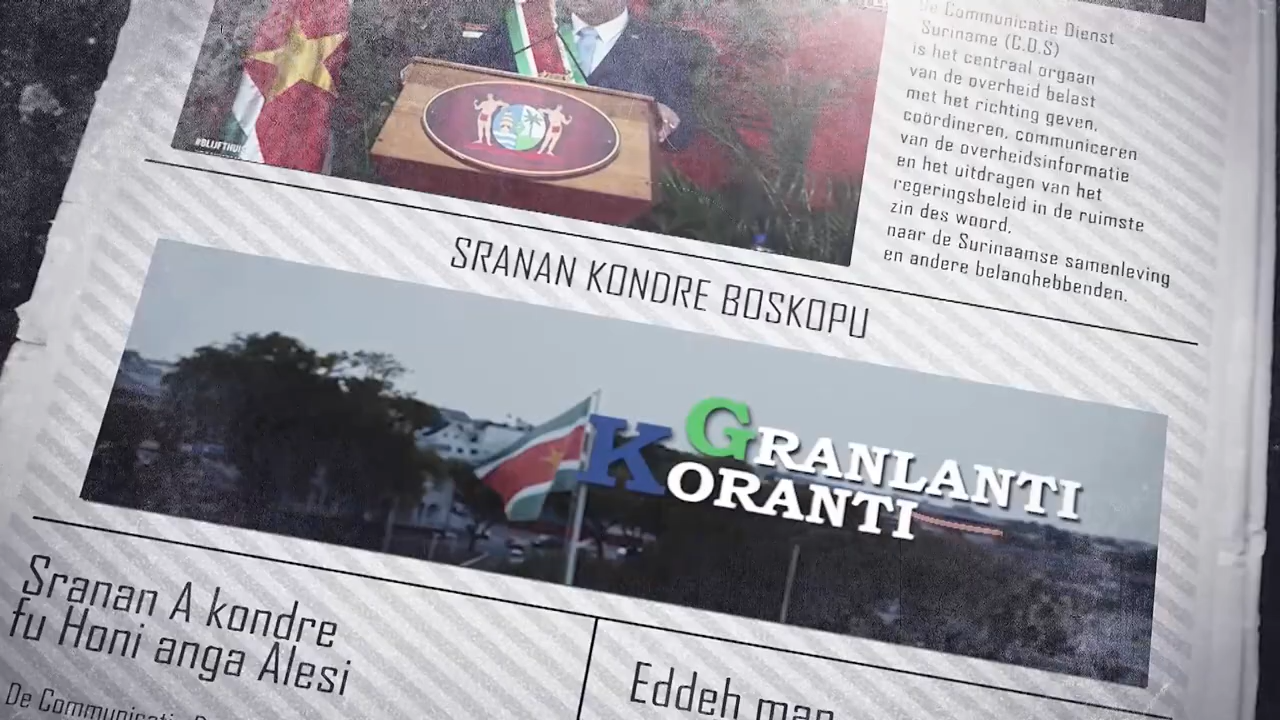 De Communicatie Dienst
Suriname (C.D.S)
is het centraal orgaan
van de overheid belast
met het richting geven,
coördineren, communiceren
van de overheidsinformatie
en het uitdragen van het
regeringsbeleid in de ruimste
zin des woord,
naar de Surinaamse samenleving
en andere belanghebbenden.
SRANAN KONDRE BOSKOPU
GRANLANTI
KORANTI
Sranan A kondre
fu Honi anga Alesi
Eddeh man
De